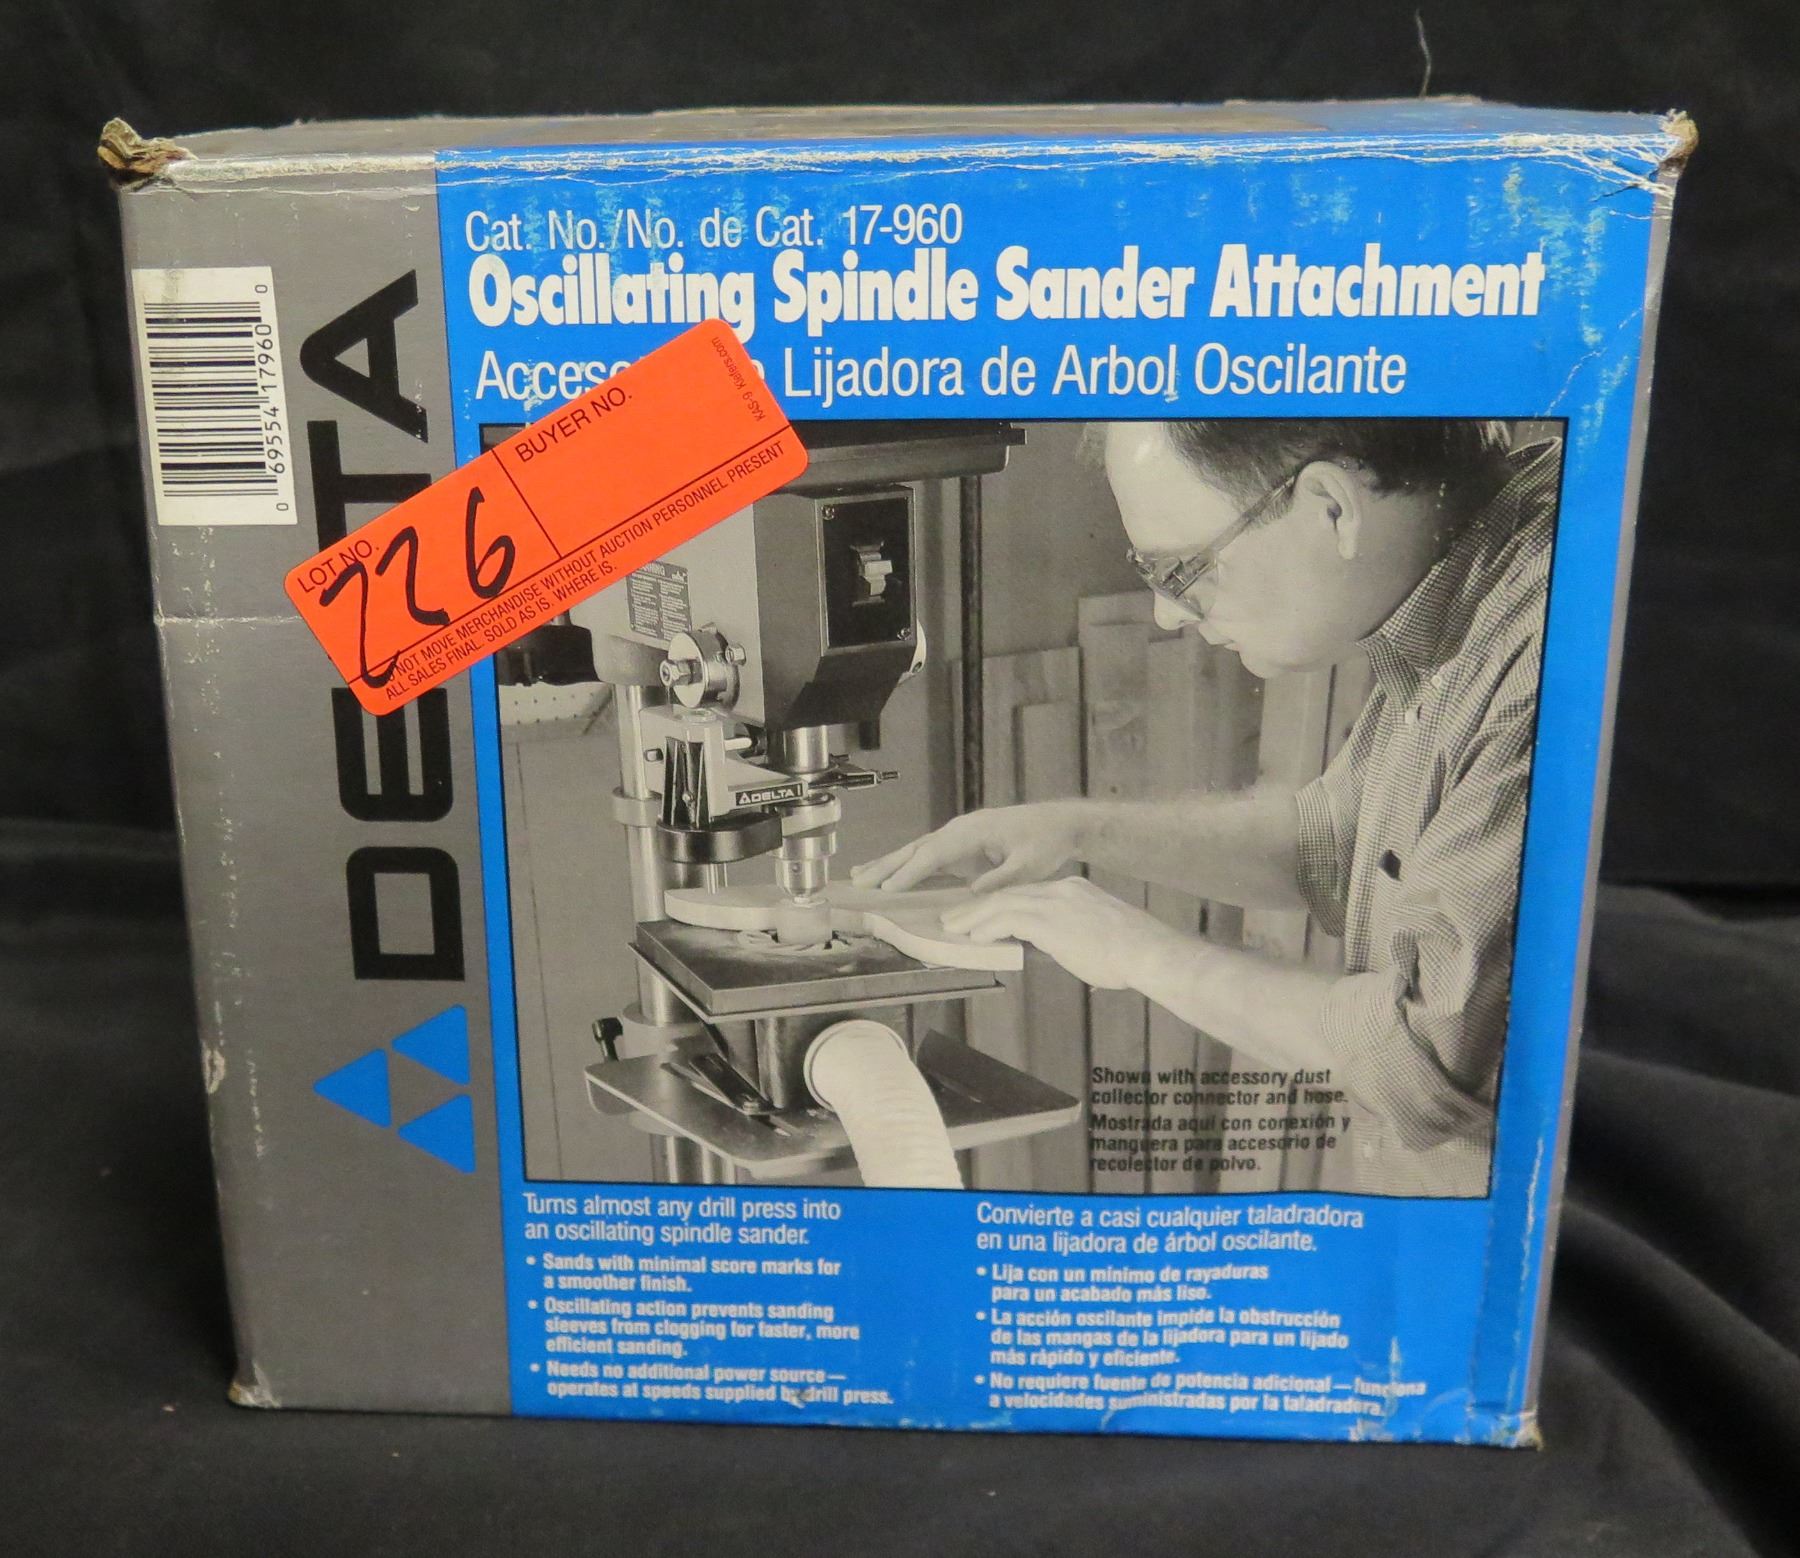 Cat. No./No. de Cat. 17-960
Oscillating Spindle Sander Attachment
Lijadora de Arbol Oscilante
0 69554 17960 0
DELTA
LOT NO.
226
BUYER NO.
KAS-9 Kiefers.com
NOT MOVE MERCHANDISE WITHOUT AUCTION PERSONNEL PRESENT
ALL SALES FINAL. SOLD AS IS. WHERE IS.
DELTA
Shown with accessory dust
collector connector and hose.
Mostrada aquí con conexión y
manguera para accesorio de
recolector de polvo.
Turns almost any drill press into
an oscillating spindle sander.
• Sands with minimal score marks for
a smoother finish.
• Oscillating action prevents sanding
sleeves from clogging for faster, more
efficient sanding.
• Needs no additional power source—
operates at speeds supplied by drill press.
Convierte a casi cualquier taladradora
en una lijadora de árbol oscilante.
• Lija con un mínimo de rayaduras
para un acabado más liso.
• La acción oscilante impide la obstrucción
de las mangas de la lijadora para un lijado
más rápido y eficiente.
• No requiere fuente de potencia adicional—funciona
a velocidades suministradas por la taladradora.